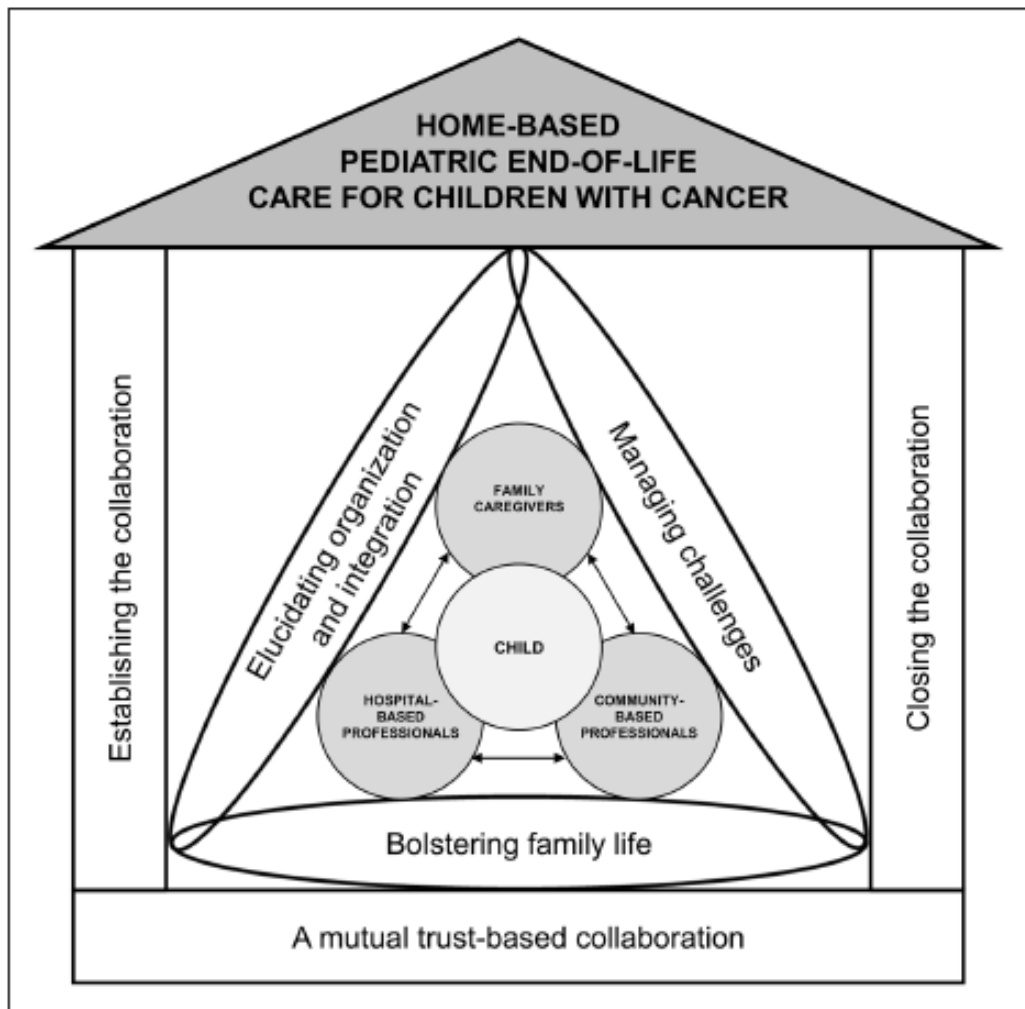 HOME-BASED
PEDIATRIC END-OF-LIFE
CARE FOR CHILDREN WITH CANCER
Establishing the collaboration
Elucidating organization
and integration
FAMILY
CAREGIVERS
Managing challenges
Closing the collaboration
CHILD
HOSPITAL-
BASED
PROFESSIONALS
COMMUNITY-
BASED
PROFESSIONALS
Bolstering family life
A mutual trust-based collaboration